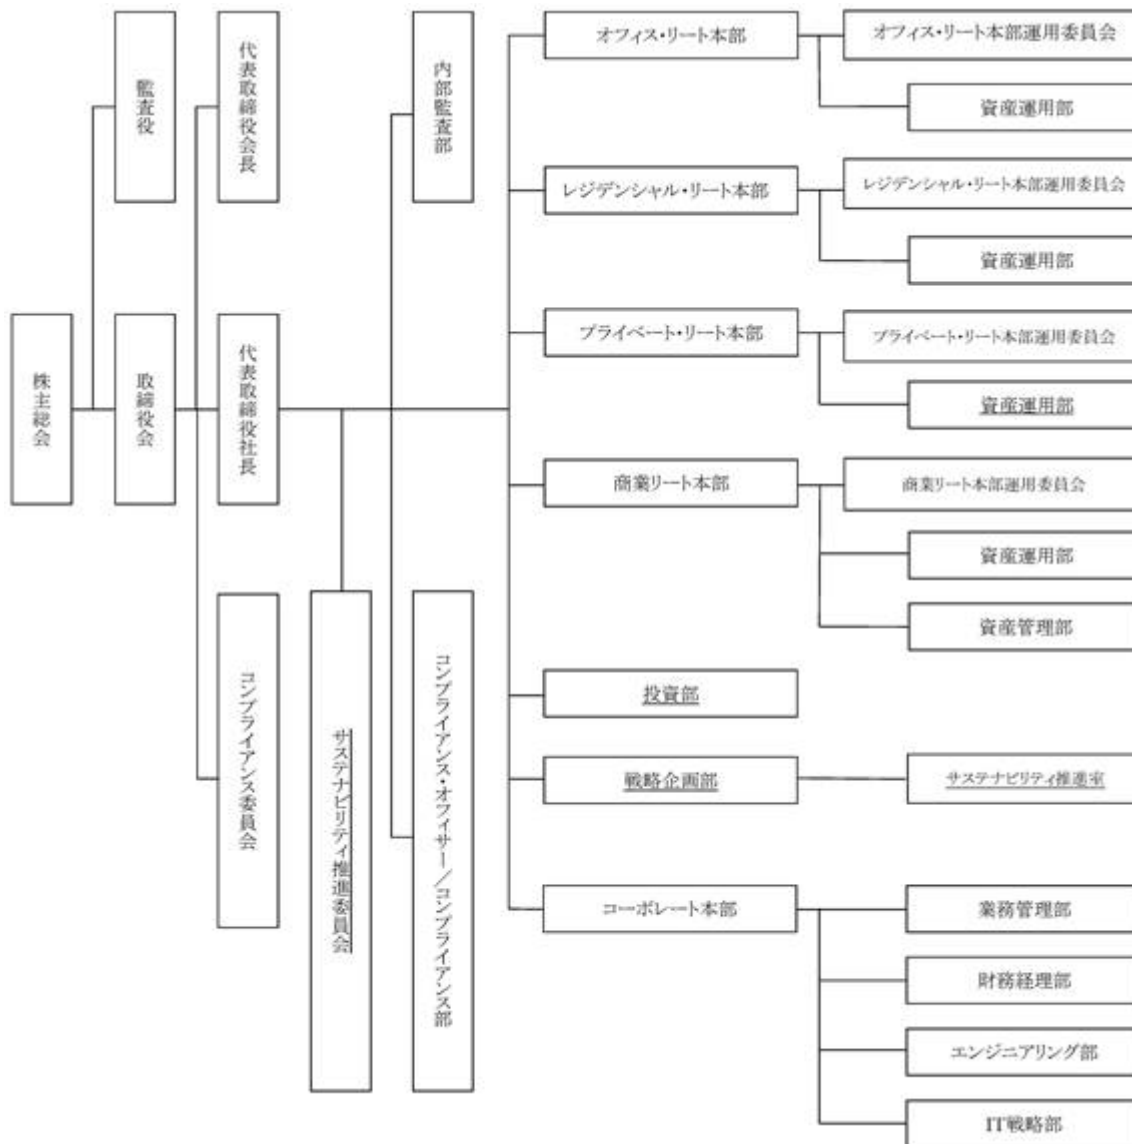 株主総会
監査役
取締役会
代表取締役会長
代表取締役社長
コンプライアンス委員会
サステナビリティ推進委員会
内部監査部
コンプライアンス・オフィサー／コンプライアンス部
オフィス・リート本部
オフィス・リート本部運用委員会
資産運用部
レジデンシャル・リート本部
レジデンシャル・リート本部運用委員会
資産運用部
プライベート・リート本部
プライベート・リート本部運用委員会
資産運用部
商業リート本部
商業リート本部運用委員会
資産運用部
資産管理部
投資部
戦略企画部
サステナビリティ推進室
コーポレート本部
業務管理部
財務経理部
エンジニアリング部
IT戦略部